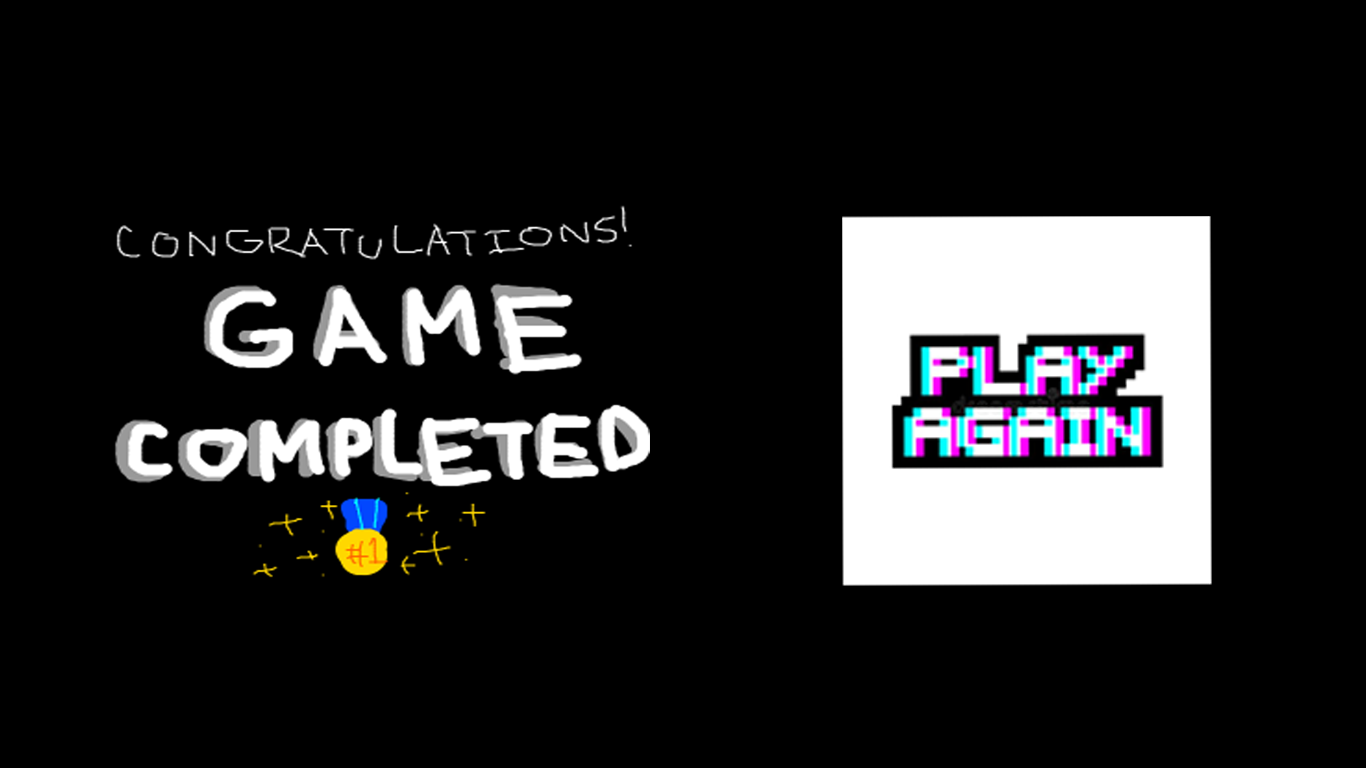 CONGRATULATIONS!
GAME
COMPLETED
#1
PLAY
AGAIN